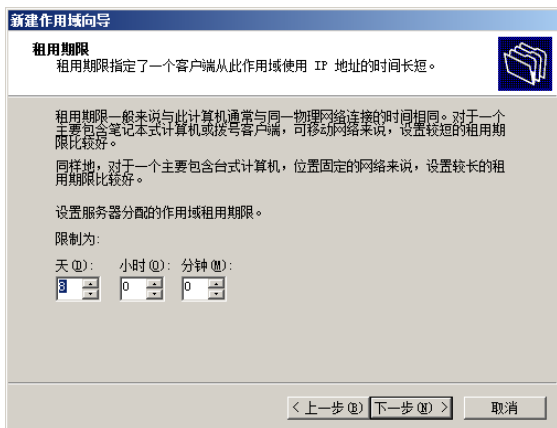 新建作用域向导
租用期限
租用期限指定了一个客户端从此作用域使用 IP 地址的时间长短。
租用期限一般来说与此计算机通常与同一物理网络连接的时间相同。对于一个
主要包含笔记本式计算机或拨号客户端，可移动网络来说，设置较短的租用期
限比较好。
同样地，对于一个主要包含台式计算机，位置固定的网络来说，设置较长的租
用期限比较好。
设置服务器分配的作用域租用期限。
限制为:
天(D): 小时(O): 分钟(M):
8 0 0
< 上一步(B) 下一步(N) > 取消